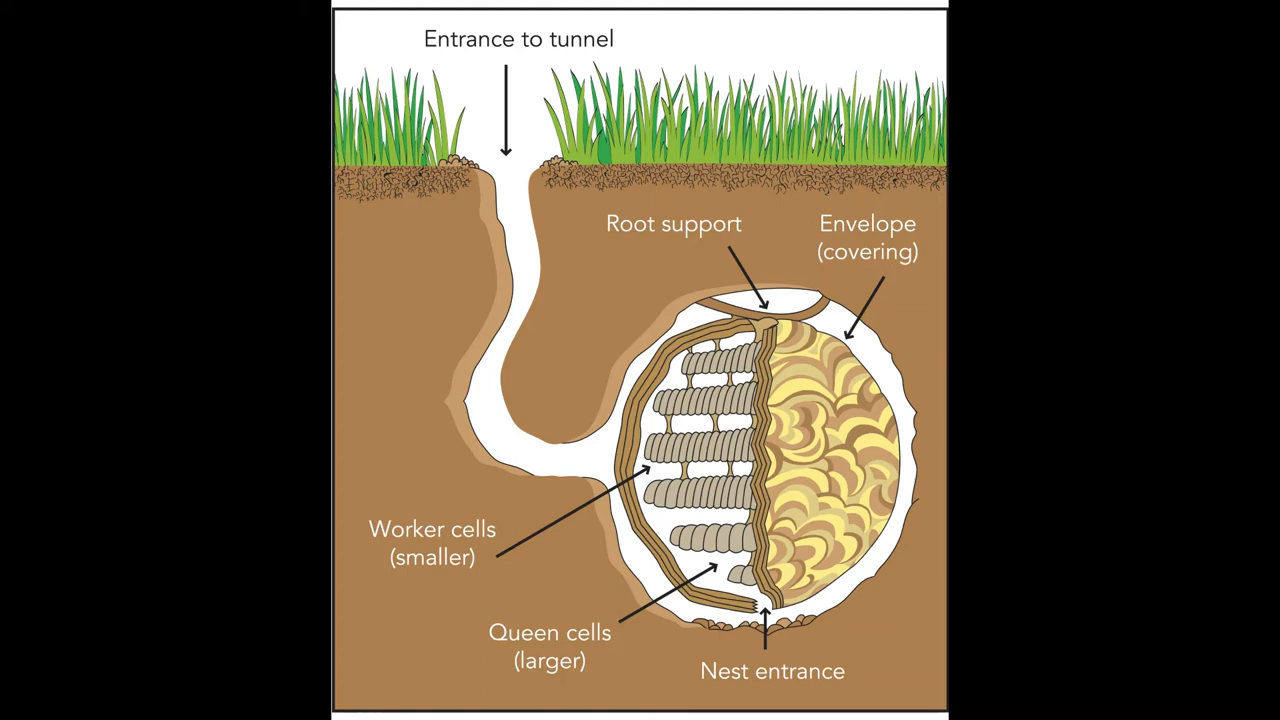 Entrance to tunnel
Root support
Envelope
(covering)
Worker cells
(smaller)
Queen cells
(larger)
Nest entrance